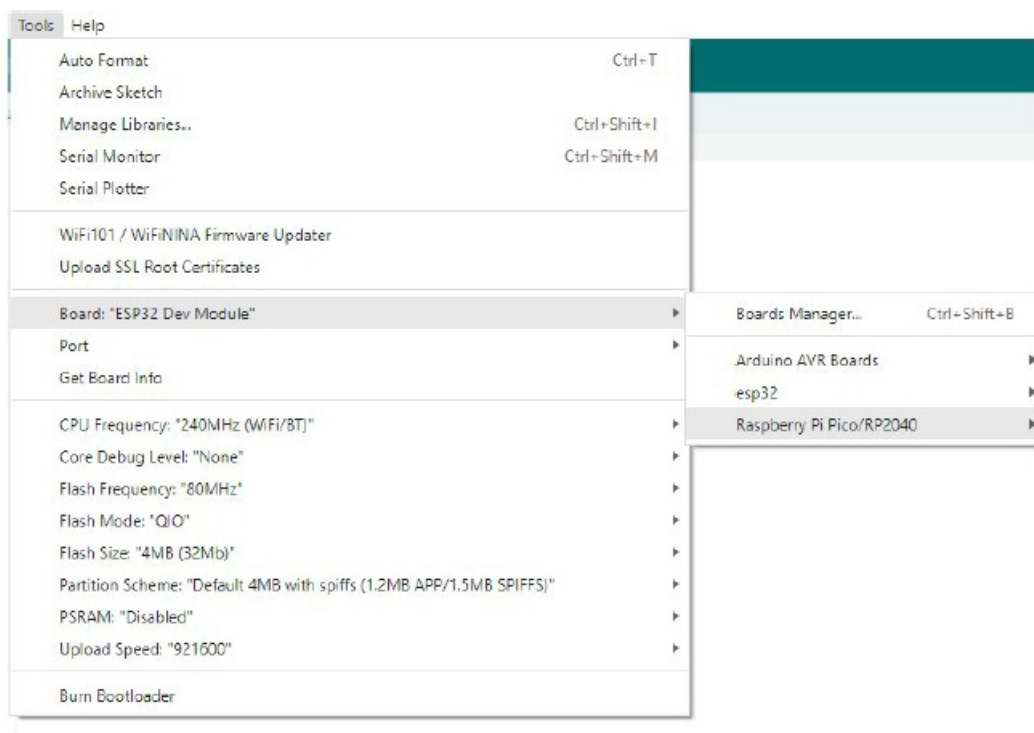 Tools Help
Auto Format Ctrl+T
Archive Sketch
Manage Libraries... Ctrl+Shift+I
Serial Monitor Ctrl+Shift+M
Serial Plotter
WiFi101 / WiFiNINA Firmware Updater
Upload SSL Root Certificates
Board: "ESP32 Dev Module"
Port
Get Board Info
CPU Frequency: "240MHz (WiFi/BT)"
Core Debug Level: "None"
Flash Frequency: "80MHz"
Flash Mode: "QIO"
Flash Size: "4MB (32Mb)"
Partition Scheme: "Default 4MB with spiffs (1.2MB APP/1.5MB SPIFFS)"
PSRAM: "Disabled"
Upload Speed: "921600"
Burn Bootloader
Boards Manager... Ctrl+Shift+B
Arduino AVR Boards
esp32
Raspberry Pi Pico/RP2040